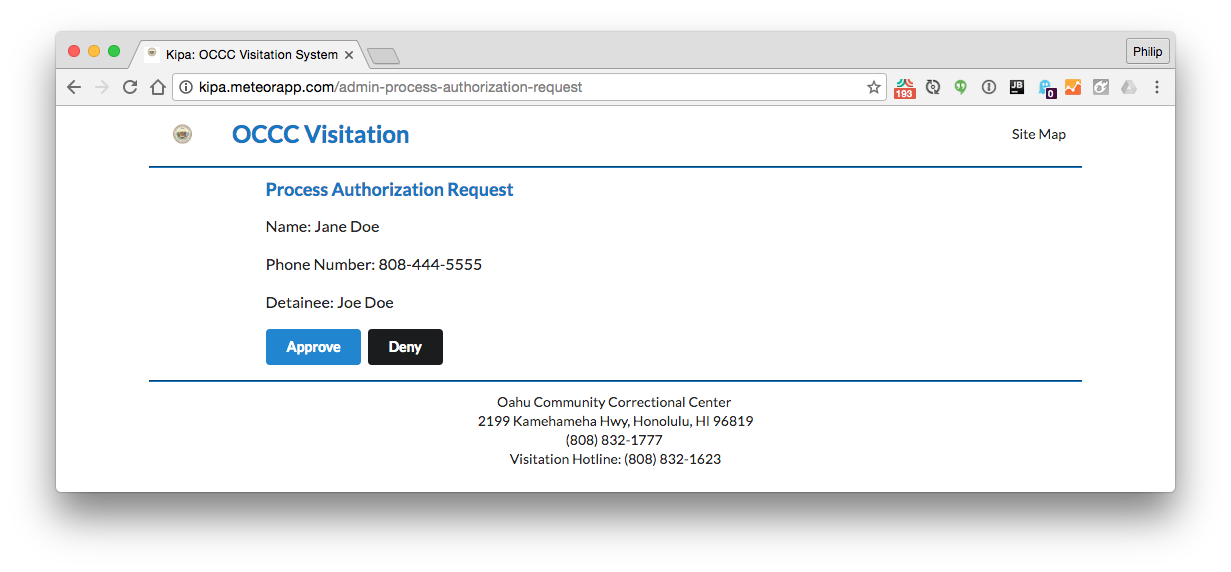 Kipa: OCCC Visitation System
Philip
kipa.meteorapp.com/admin-process-authorization-request
193
JB
0
OCCC Visitation
Site Map
Process Authorization Request
Name: Jane Doe
Phone Number: 808-444-5555
Detainee: Joe Doe
Approve Deny
Oahu Community Correctional Center
2199 Kamehameha Hwy, Honolulu, HI 96819
(808) 832-1777
Visitation Hotline: (808) 832-1623